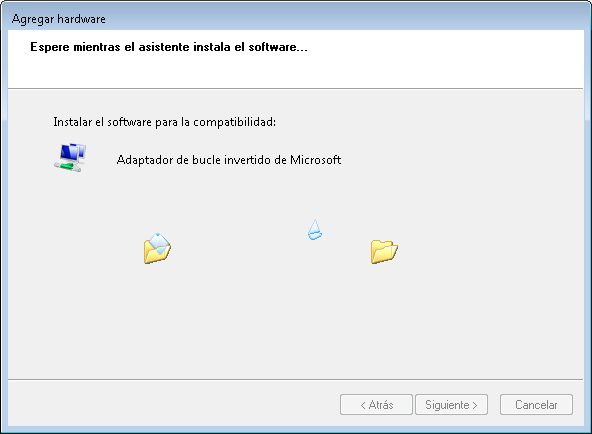 Agregar hardware
Espere mientras el asistente instala el software...
Instalar el software para la compatibilidad:
Adaptador de bucle invertido de Microsoft
< Atrás
Siguiente >
Cancelar